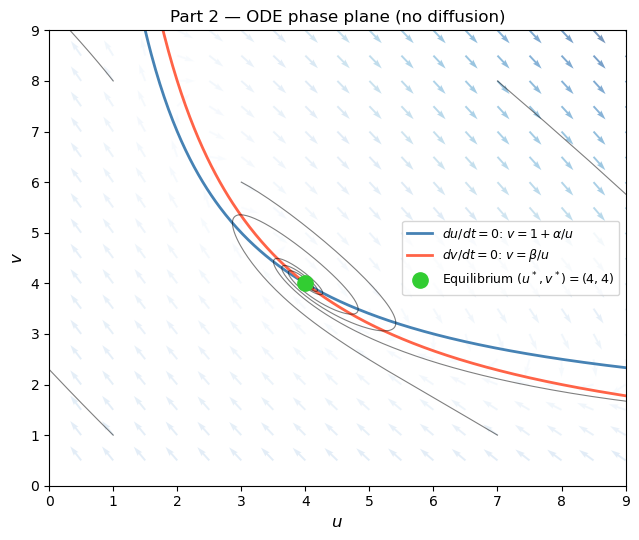 Part 2 — ODE phase plane (no diffusion)
9
8
7
6
5
4
3
2
1
0
v
du/dt = 0: v = 1 + α/u
dv/dt = 0: v = β/u
Equilibrium (u*, v*) = (4, 4)
0 1 2 3 4 5 6 7 8 9
u